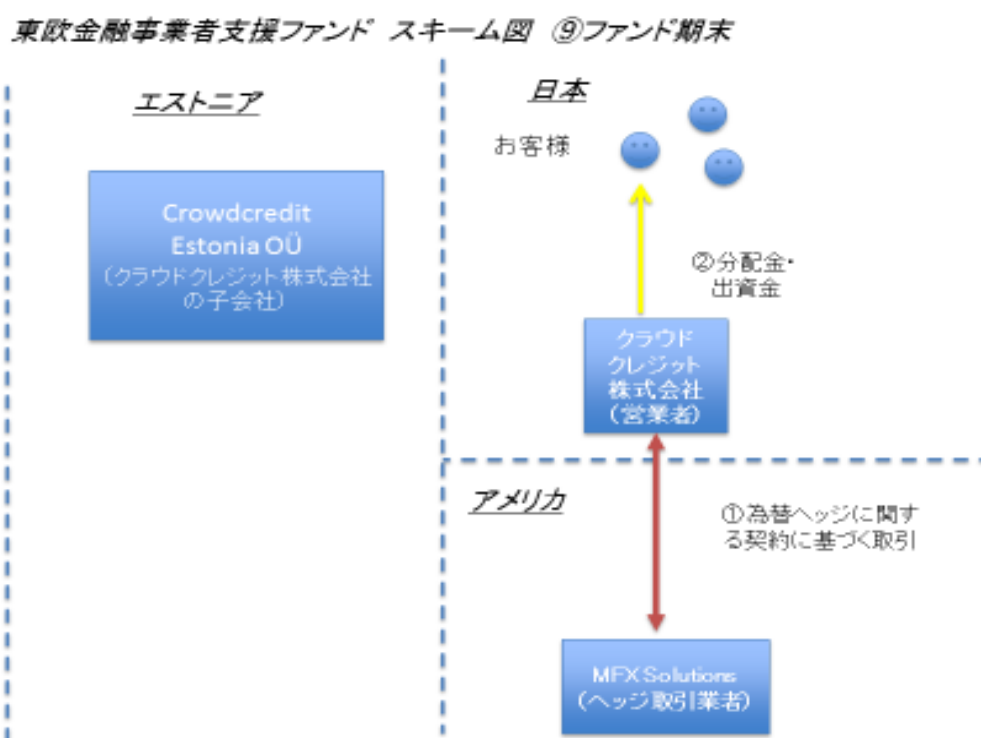 東欧金融事業者支援ファンド スキーム図 ⑨ファンド期末
エストニア
日本
お客様
Crowdcredit
Estonia OÜ
(クラウドクレジット株式会社
の子会社)
②分配金・
出資金
クラウド
クレジット
株式会社
(営業者)
アメリカ
①為替ヘッジに関す
る契約に基づく取引
MFX Solutions
(ヘッジ取引業者)